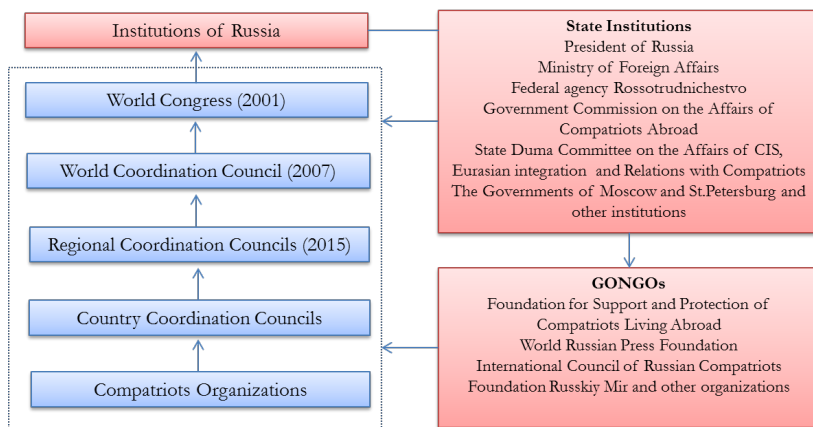 Institutions of Russia
World Congress (2001)
World Coordination Council (2007)
Regional Coordination Councils (2015)
Country Coordination Councils
Compatriots Organizations
State Institutions
President of Russia
Ministry of Foreign Affairs
Federal agency Rossotrudnichestvo
Government Commission on the Affairs of
Compatriots Abroad
State Duma Committee on the Affairs of CIS,
Eurasian integration and Relations with Compatriots
The Governments of Moscow and St.Petersburg and
other institutions
GONGOs
Foundation for Support and Protection of
Compatriots Living Abroad
World Russian Press Foundation
International Council of Russian Compatriots
Foundation Russkiy Mir and other organizations